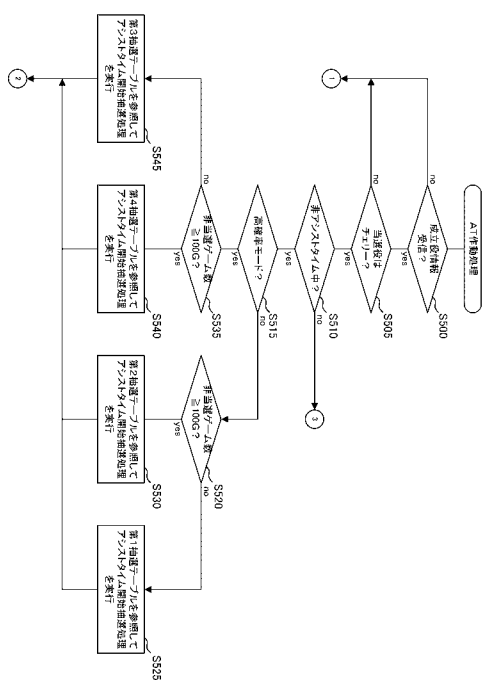 AT作動処理
成立役情報
受信？
S500
no
yes
1
当選役は
チェリー？
S505
no
yes
非アシストタイム中？
S510
no
yes
3
高確率モード？
S515
no
yes
非当選ゲーム数
≧100G？
S535
no
yes
非当選ゲーム数
≧100G？
S520
no
yes
第3抽選テーブルを参照して
アシストタイム開始抽選処理
を実行
S545
第4抽選テーブルを参照して
アシストタイム開始抽選処理
を実行
S540
第2抽選テーブルを参照して
アシストタイム開始抽選処理
を実行
S530
第1抽選テーブルを参照して
アシストタイム開始抽選処理
を実行
S525
2